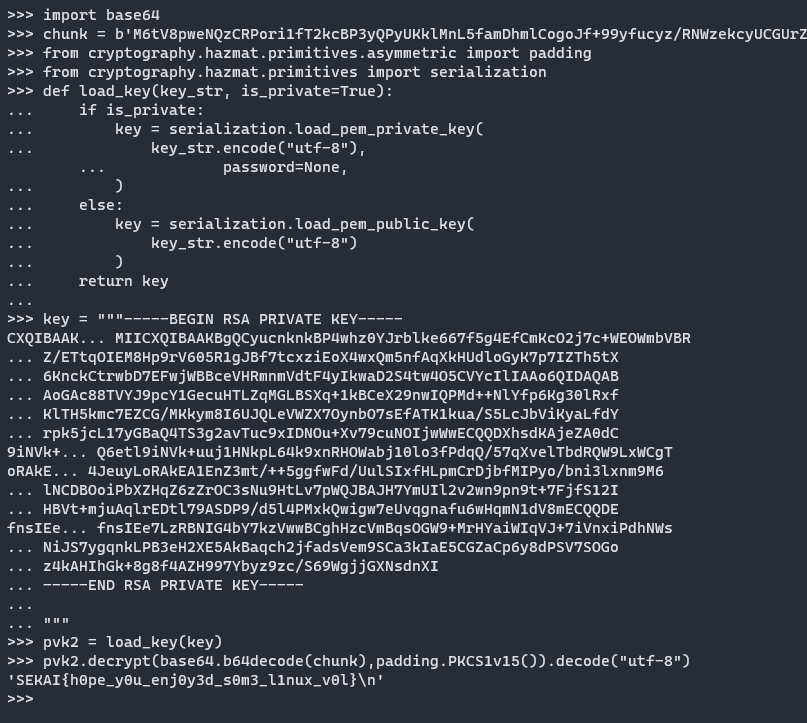 >>> import base64
>>> chunk = b'M6tV8pweNQzCRPori1fT2kcBP3yQPyUKklMnL5famDhmlCogoJf+99yfucyz/RNWzekcyUCGUrZ
>>> from cryptography.hazmat.primitives.asymmetric import padding
>>> from cryptography.hazmat.primitives import serialization
>>> def load_key(key_str, is_private=True):
...     if is_private:
...         key = serialization.load_pem_private_key(
...             key_str.encode("utf-8"),
        ...             password=None,
...         )
...     else:
...         key = serialization.load_pem_public_key(
...             key_str.encode("utf-8")
...         )
...     return key
...
>>> key = """-----BEGIN RSA PRIVATE KEY-----
CXQIBAAK... MIICXQIBAAKBgQCyucnknkBP4whz0YJrblke667f5g4EfCmKcO2j7c+WEOWmbVBR
... Z/ETtqOIEM8Hp9rV605R1gJBf7tcxziEoX4wxQm5nfAqXkHUdloGyK7p7IZTh5tX
... 6KnckCtrwbD7EFwjWBBceVHRmnmVdtF4yIkwaD2S4tw4O5CVYcIlIAAo6QIDAQAB
... AoGAc88TVYJ9pcY1GecuHTLZqMGLBSXq+1kBCeX29nwIQPMd++NlYfp6Kg30lRxf
... KlTH5kmc7EZCG/MKkym8I6UJQLeVWZX7OynbO7sEfATK1kua/S5LcJbViKyaLfdY
... rpk5jcL17yGBaQ4TS3g2avTuc9xIDNOu+Xv79cuNOIjwWwECQQDXhsdKAjeZA0dC
9iNVk+... Q6etl9iNVk+uuj1HNkpL64k9xnRHOWabj10lo3fPdqQ/57qXvelTbdRQW9LxWCgT
oRAkE... 4JeuyLoRAkEA1EnZ3mt/++5ggfwFd/UulSIxfHLpmCrDjbfMIPyo/bni3lxnm9M6
... lNCDBOoiPbXZHqZ6zZrOC3sNu9HtLv7pWQJBAJH7YmUIl2v2wn9pn9t+7FjfS12I
... HBVt+mjuAqlrEDtl79ASDP9/d5l4PMxkQwigw7eUvqgnafu6wHqmN1dV8mECQQDE
fnsIEe... fnsIEe7LzRBNIG4bY7kzVwwBCghHzcVmBqsOGW9+MrHYaiWIqVJ+7iVnxiPdhNWs
... NiJS7ygqnkLPB3eH2XE5AkBaqch2jfadsVem9SCa3kIaE5CGZaCp6y8dPSV7SOGo
... z4kAHIhGk+8g8f4AZH997Ybyz9zc/S69WgjjGXNsdnXI
... -----END RSA PRIVATE KEY-----
...
... """
>>> pvk2 = load_key(key)
>>> pvk2.decrypt(base64.b64decode(chunk),padding.PKCS1v15()).decode("utf-8")
'SEKAI{h0pe_y0u_enj0y3d_s0m3_l1nux_v0l}\n'
>>>